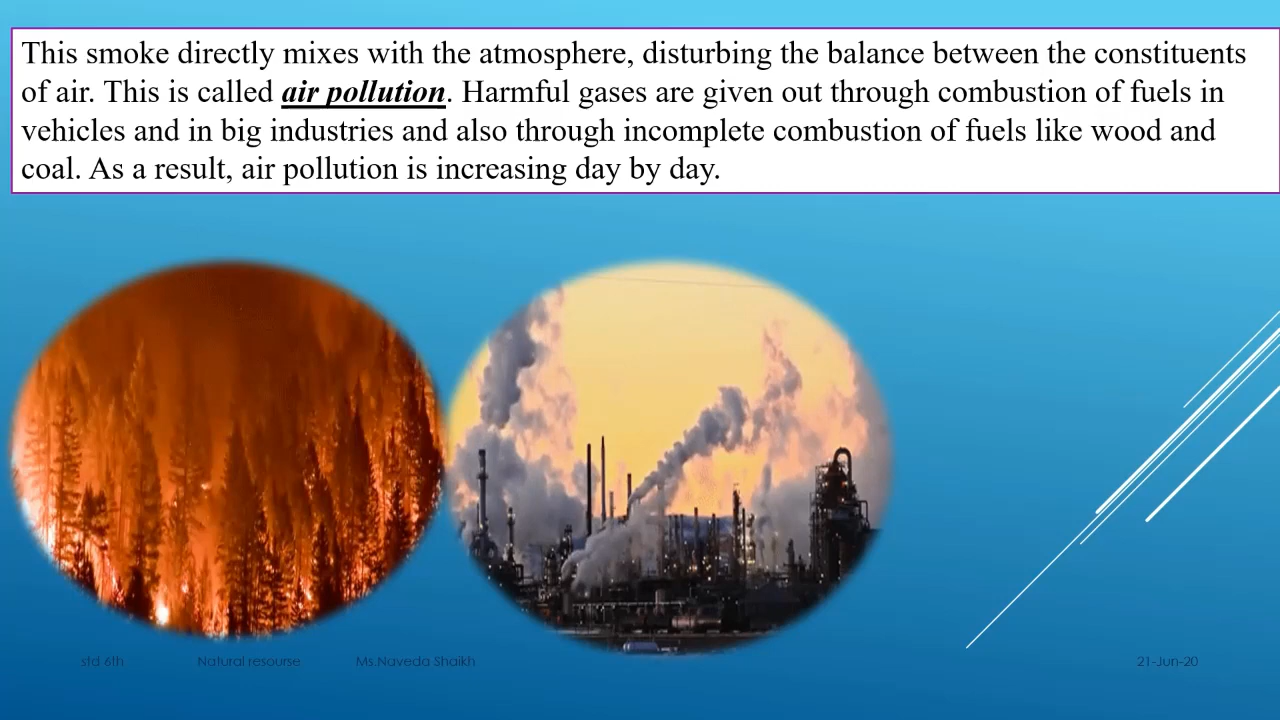 This smoke directly mixes with the atmosphere, disturbing the balance between the constituents
of air. This is called air pollution. Harmful gases are given out through combustion of fuels in
vehicles and in big industries and also through incomplete combustion of fuels like wood and
coal. As a result, air pollution is increasing day by day.
std 6th Natural resourse Ms.Naveda Shaikh 21-Jun-20